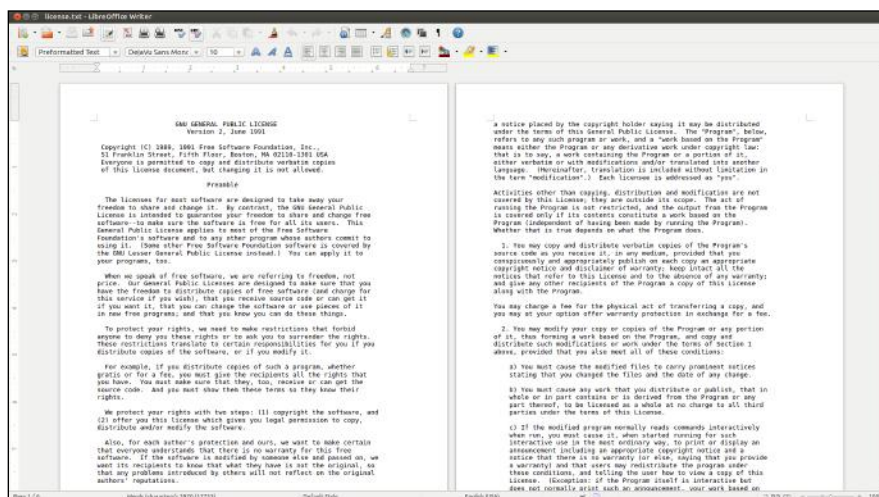 license.txt - LibreOffice Writer
Preformatted Text
DejaVu Sans Mono
10
GNU GENERAL PUBLIC LICENSE
Version 2, June 1991
Copyright (C) 1989, 1991 Free Software Foundation, Inc.,
51 Franklin Street, Fifth Floor, Boston, MA 02110-1301 USA
Everyone is permitted to copy and distribute verbatim copies
of this license document, but changing it is not allowed.
Preamble
The licenses for most software are designed to take away your
freedom to share and change it. By contrast, the GNU General Public
License is intended to guarantee your freedom to share and change free
software--to make sure the software is free for all its users. This
General Public License applies to most of the Free Software
Foundation's software and to any other program whose authors commit to
using it. (Some other Free Software Foundation software is covered by
the GNU Lesser General Public License instead.) You can apply it to
your programs, too.
When we speak of free software, we are referring to freedom, not
price. Our General Public Licenses are designed to make sure that you
have the freedom to distribute copies of free software (and charge for
this service if you wish), that you receive source code or can get it
if you want it, that you can change the software or use pieces of it
in new free programs; and that you know you can do these things.
To protect your rights, we need to make restrictions that forbid
anyone to deny you these rights or to ask you to surrender the rights.
These restrictions translate to certain responsibilities for you if you
distribute copies of the software, or if you modify it.
For example, if you distribute copies of such a program, whether
gratis or for a fee, you must give the recipients all the rights that
you have. You must make sure that they, too, receive or can get the
source code. And you must show them these terms so they know their
rights.
We protect your rights with two steps: (1) copyright the software, and
(2) offer you this license which gives you legal permission to copy,
distribute and/or modify the software.
Also, for each author's protection and ours, we want to make certain
that everyone understands that there is no warranty for this free
software. If the software is modified by someone else and passed on, we
want its recipients to know that what they have is not the original, so
that any problems introduced by others will not reflect on the original
authors' reputations.
a notice placed by the copyright holder saying it may be distributed
under the terms of this General Public License. The "Program", below,
refers to any such program or work, and a "work based on the Program"
means either the Program or any derivative work under copyright law:
that is to say, a work containing the Program or a portion of it,
either verbatim or with modifications and/or translated into another
language. (Hereinafter, translation is included without limitation in
the term "modification".) Each licensee is addressed as "you".
Activities other than copying, distribution and modification are not
covered by this License; they are outside its scope. The act of
running the Program is not restricted, and the output from the Program
is covered only if its contents constitute a work based on the
Program (independent of having been made by running the Program).
Whether that is true depends on what the Program does.
1. You may copy and distribute verbatim copies of the Program's
source code as you receive it, in any medium, provided that you
conspicuously and appropriately publish on each copy an appropriate
copyright notice and disclaimer of warranty; keep intact all the
notices that refer to this License and to the absence of any warranty;
and give any other recipients of the Program a copy of this License
along with the Program.
You may charge a fee for the physical act of transferring a copy, and
you may at your option offer warranty protection in exchange for a fee.
2. You may modify your copy or copies of the Program or any portion
of it, thus forming a work based on the Program, and copy and
distribute such modifications or work under the terms of Section 1
above, provided that you also meet all of these conditions:
a) You must cause the modified files to carry prominent notices
stating that you changed the files and the date of any change.
b) You must cause any work that you distribute or publish, that in
whole or in part contains or is derived from the Program or any
part thereof, to be licensed as a whole at no charge to all third
parties under the terms of this License.
c) If the modified program normally reads commands interactively
when run, you must cause it, when started running for such
interactive use in the most ordinary way, to print or display an
announcement including an appropriate copyright notice and a
notice that there is no warranty (or else, saying that you provide
a warranty) and that users may redistribute the program under
these conditions, and telling the user how to view a copy of this
License. (Exception: if the Program itself is interactive but
does not normally print such an announcement, your work based on